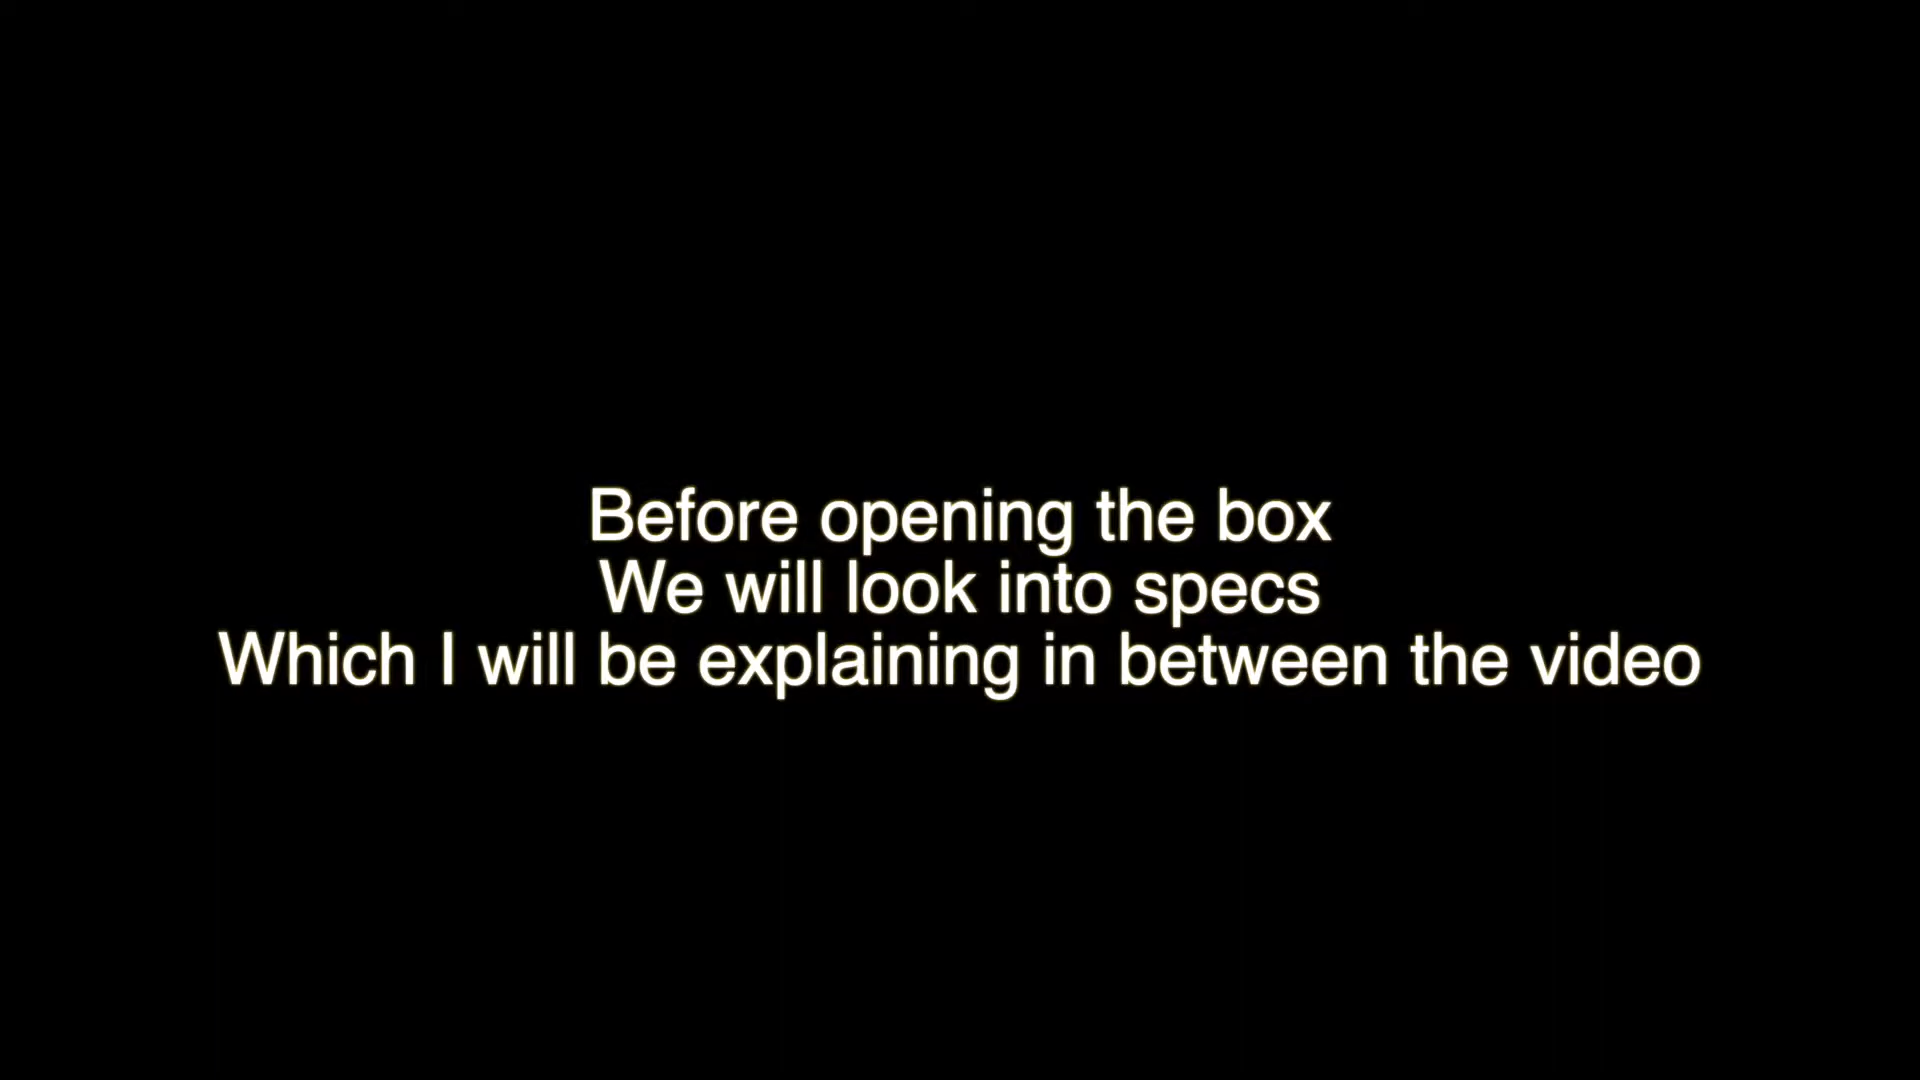 Before opening the box
We will look into specs
Which I will be explaining in between the video